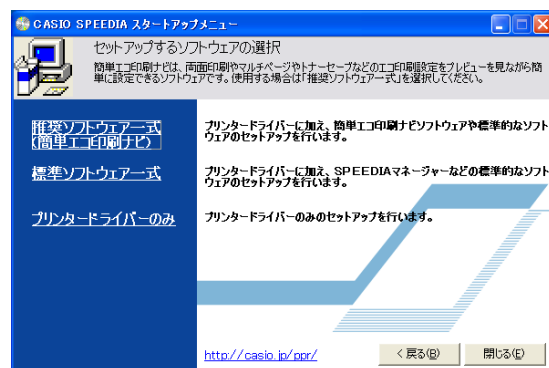 CASIO SPEEDIA スタートアップメニュー
セットアップするソフトウェアの選択
簡単エコ印刷ナビは、両面印刷やマルチページやトナーセーブなどのエコ印刷設定をプレビューを見ながら簡
単に設定できるソフトウェアです。使用する場合は「推奨ソフトウェア一式」を選択してください。
推奨ソフトウェア一式
(簡単エコ印刷ナビ)
プリンタードライバーに加え、簡単エコ印刷ナビソフトウェアや標準的なソフト
ウェアのセットアップを行います。
標準ソフトウェア一式
プリンタードライバーに加え、SPEEDIAマネージャーなどの標準的なソフト
ウェアのセットアップを行います。
プリンタードライバーのみ
プリンタードライバーのみのセットアップを行います。
http://casio.jp/ppr/
< 戻る(B)
閉じる(E)